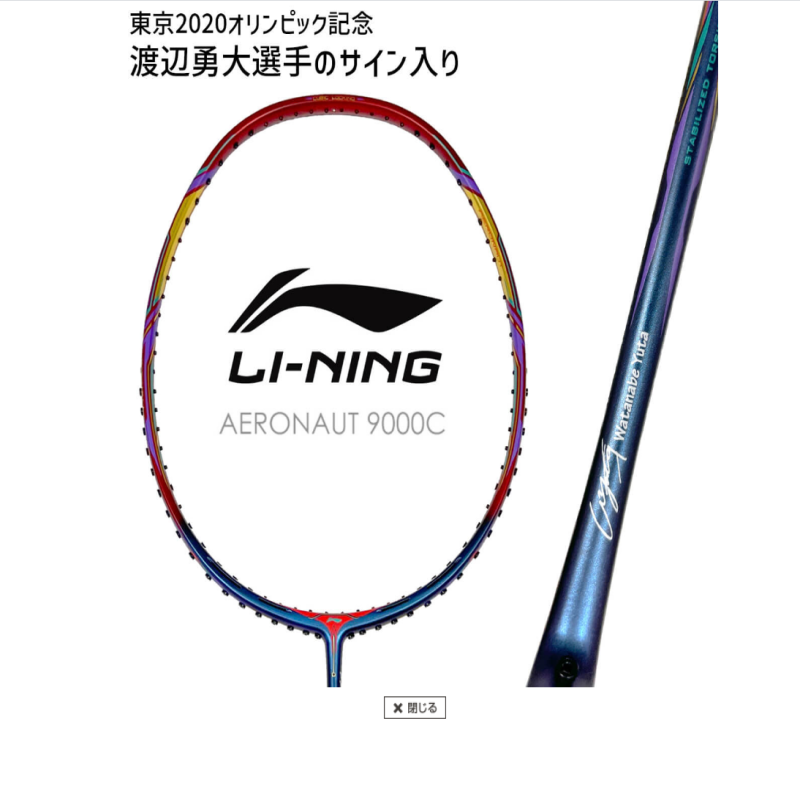 東京2020オリンピック記念
渡辺勇大選手のサイン入り
STABILIZED TORSI
LI-NING
AERONAUT 9000C
Watanabe Yuta
✖ 閉じる